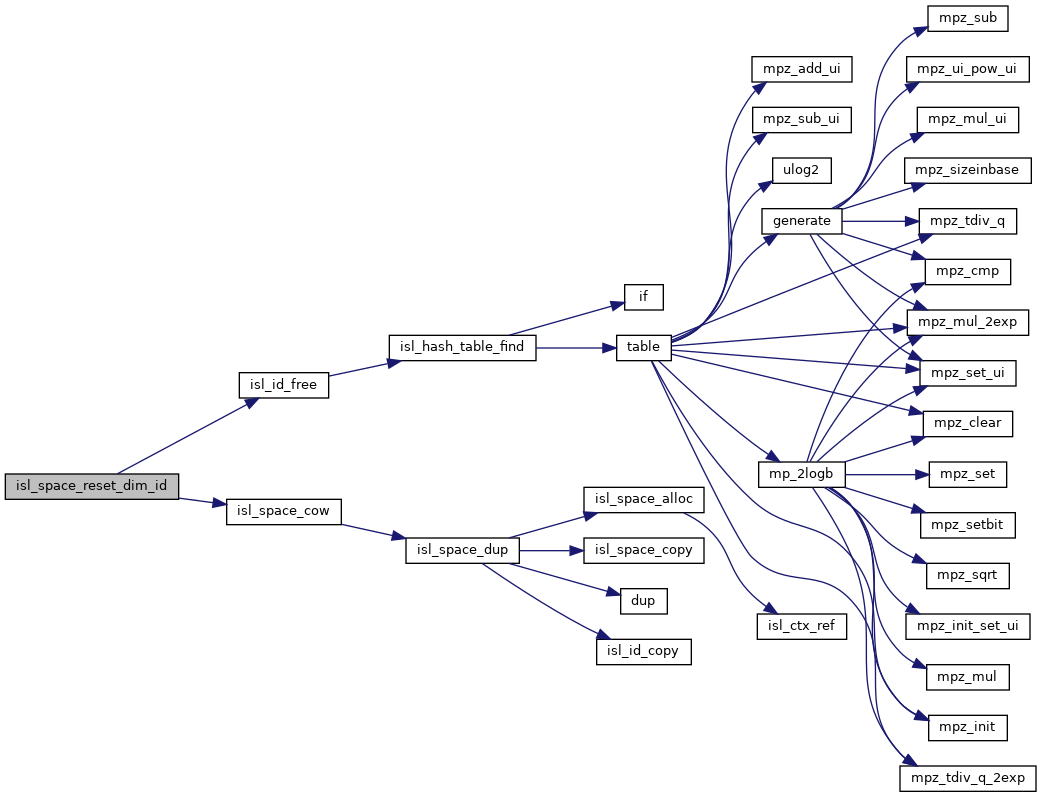 isl_space_reset_dim_id
isl_id_free
isl_space_cow
isl_hash_table_find
isl_space_dup
if
table
isl_space_alloc
isl_space_copy
dup
isl_id_copy
mpz_add_ui
mpz_sub_ui
ulog2
generate
mp_2logb
isl_ctx_ref
mpz_sub
mpz_ui_pow_ui
mpz_mul_ui
mpz_sizeinbase
mpz_tdiv_q
mpz_cmp
mpz_mul_2exp
mpz_set_ui
mpz_clear
mpz_set
mpz_setbit
mpz_sqrt
mpz_init_set_ui
mpz_mul
mpz_init
mpz_tdiv_q_2exp